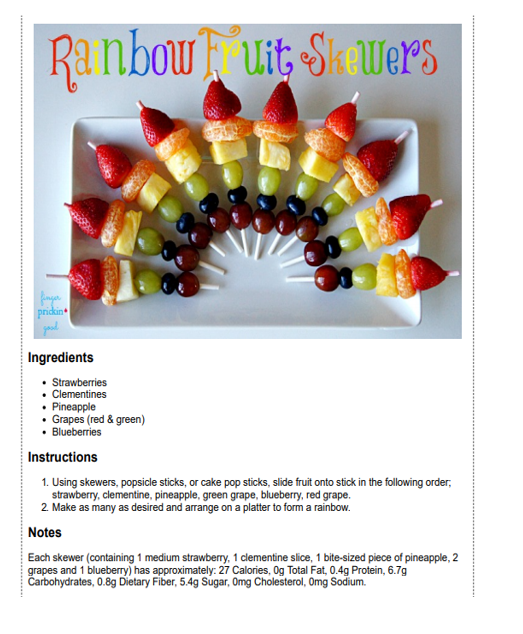 Rainbow Fruit Skewers
finger
prickin'
good
Ingredients
• Strawberries
• Clementines
• Pineapple
• Grapes (red & green)
• Blueberries
Instructions
1. Using skewers, popsicle sticks, or cake pop sticks, slide fruit onto stick in the following order;
strawberry, clementine, pineapple, green grape, blueberry, red grape.
2. Make as many as desired and arrange on a platter to form a rainbow.
Notes
Each skewer (containing 1 medium strawberry, 1 clementine slice, 1 bite-sized piece of pineapple, 2
grapes and 1 blueberry) has approximately: 27 Calories, 0g Total Fat, 0.4g Protein, 6.7g
Carbohydrates, 0.8g Dietary Fiber, 5.4g Sugar, 0mg Cholesterol, 0mg Sodium.